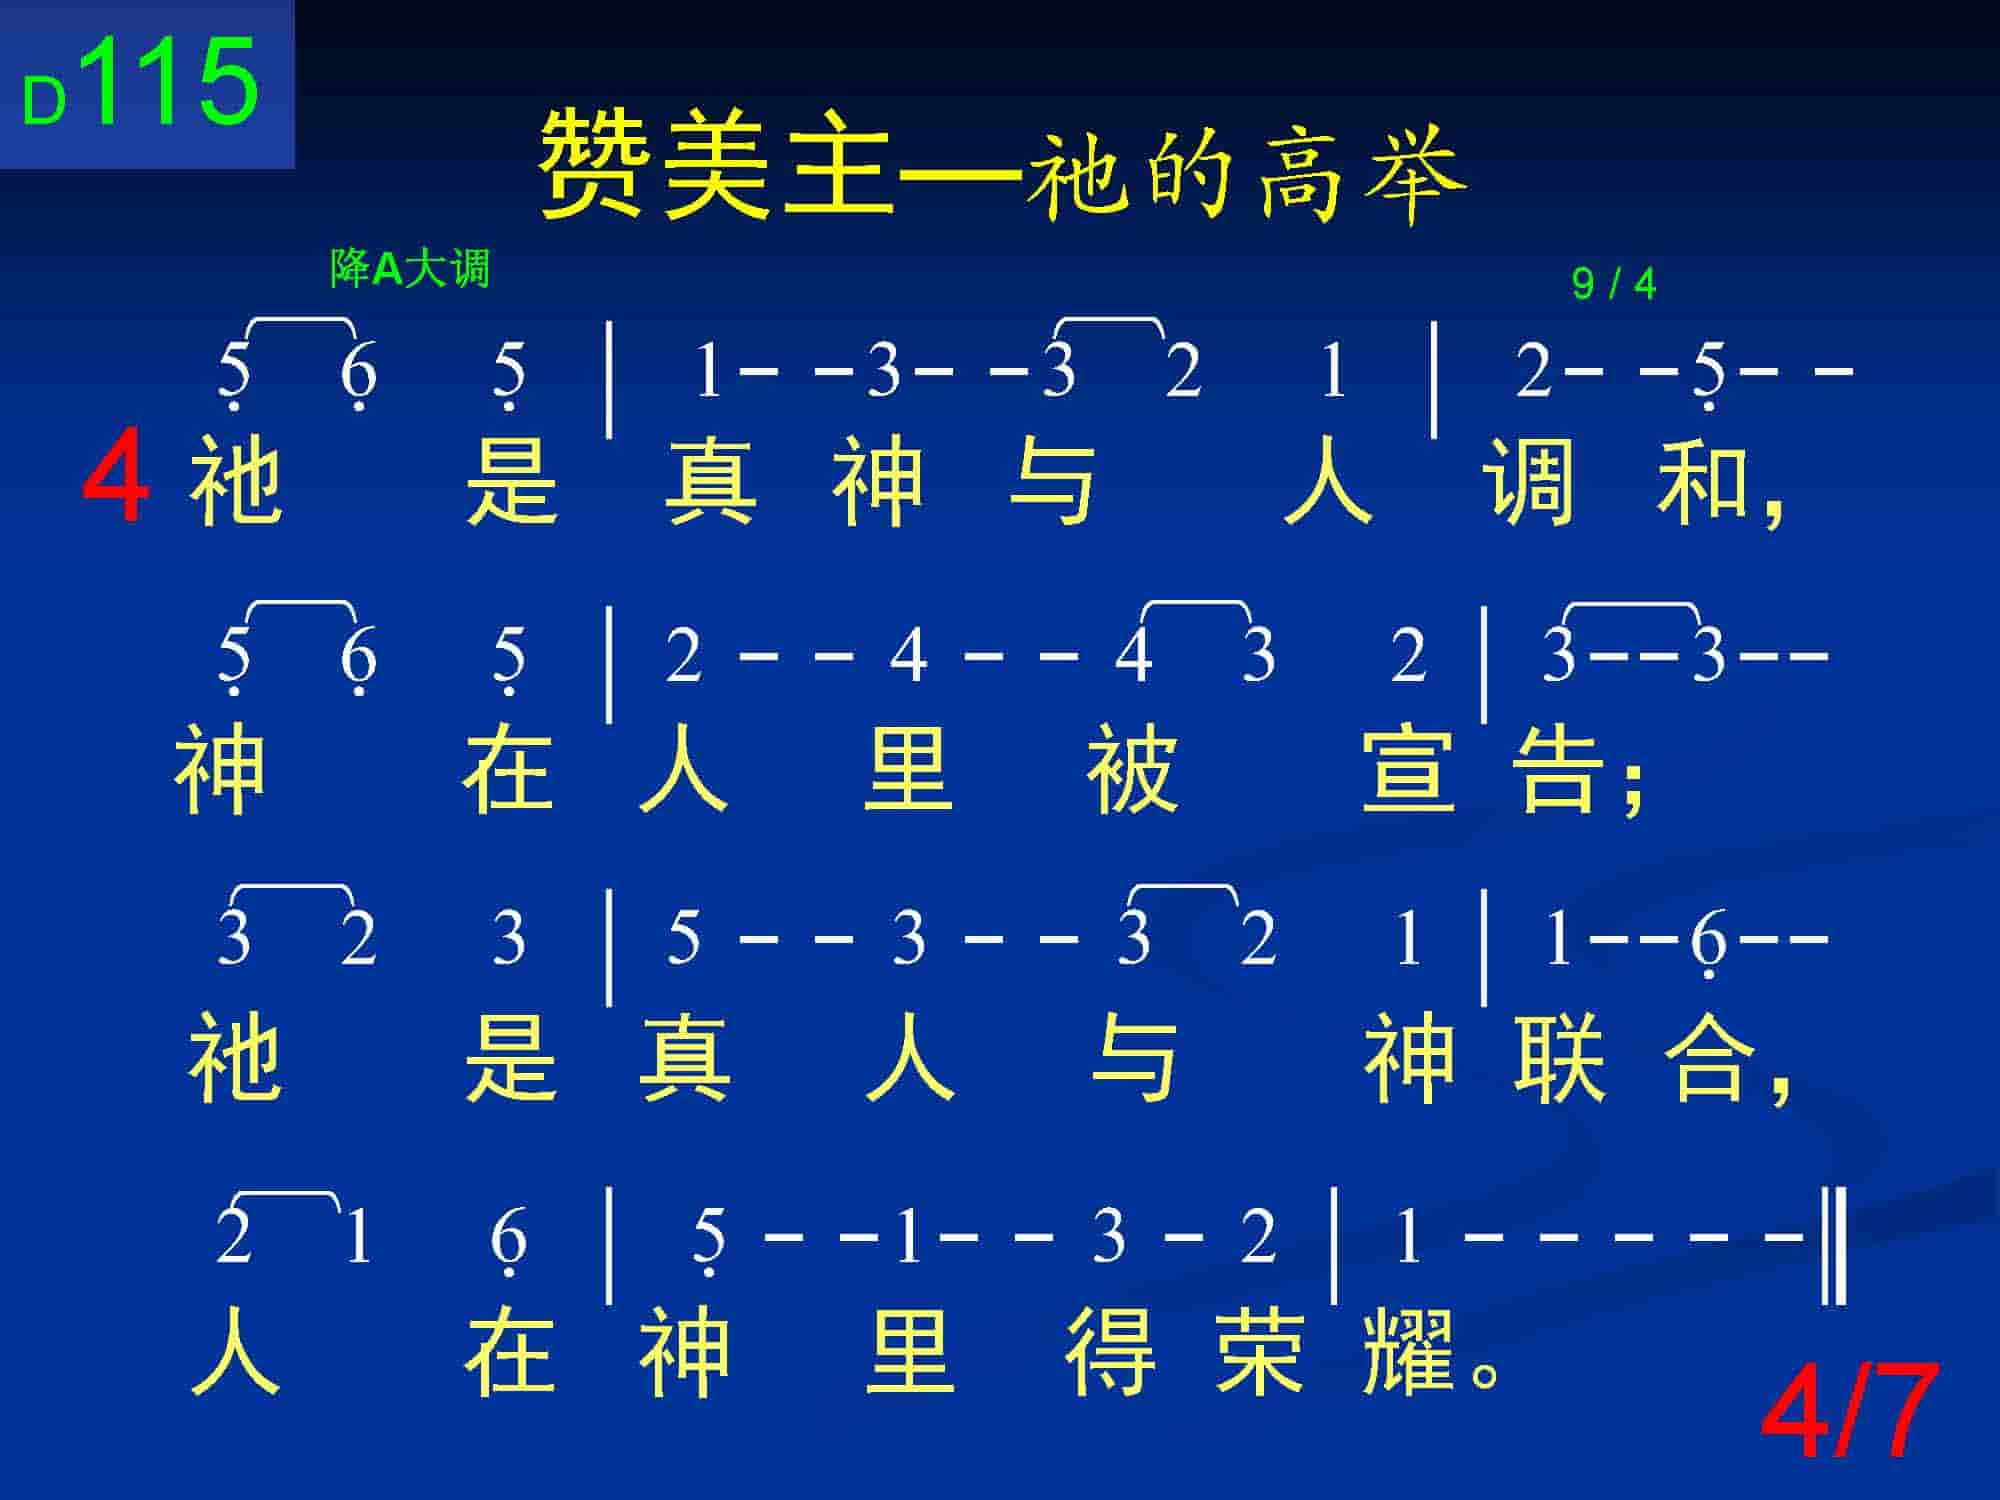 D115
赞美主—祂的高举
降A大调 9 / 4
5̣ 6̣ 5̣ | 1 - - 3 - - 3 2 1 | 2 - - 5̣ - -
4 祂 是 真 神 与 人 调 和，
5̣ 6̣ 5̣ | 2 - - 4 - - 4 3 2 | 3 - - 3 - -
神 在 人 里 被 宣 告；
3 2 3 | 5 - - 3 - - 3 2 1 | 1 - - 6̣ - -
祂 是 真 人 与 神 联 合，
2 1 6̣ | 5̣ - - 1 - - 3 - 2 | 1 - - - - - ‖
人 在 神 里 得 荣 耀。
4/7